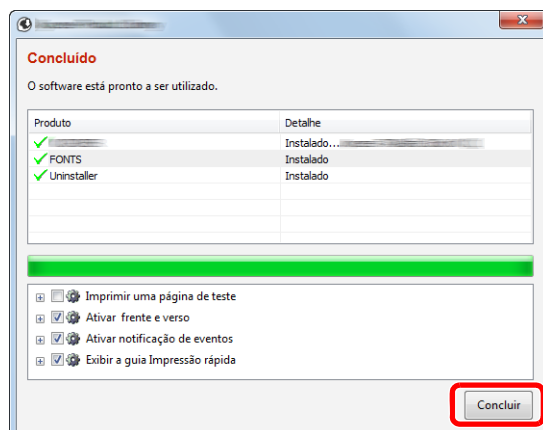 Concluído
O software está pronto a ser utilizado.
Produto Detalhe
Instalado...
FONTS Instalado
Uninstaller Instalado
Imprimir uma página de teste
Ativar frente e verso
Ativar notificação de eventos
Exibir a guia Impressão rápida
Concluir